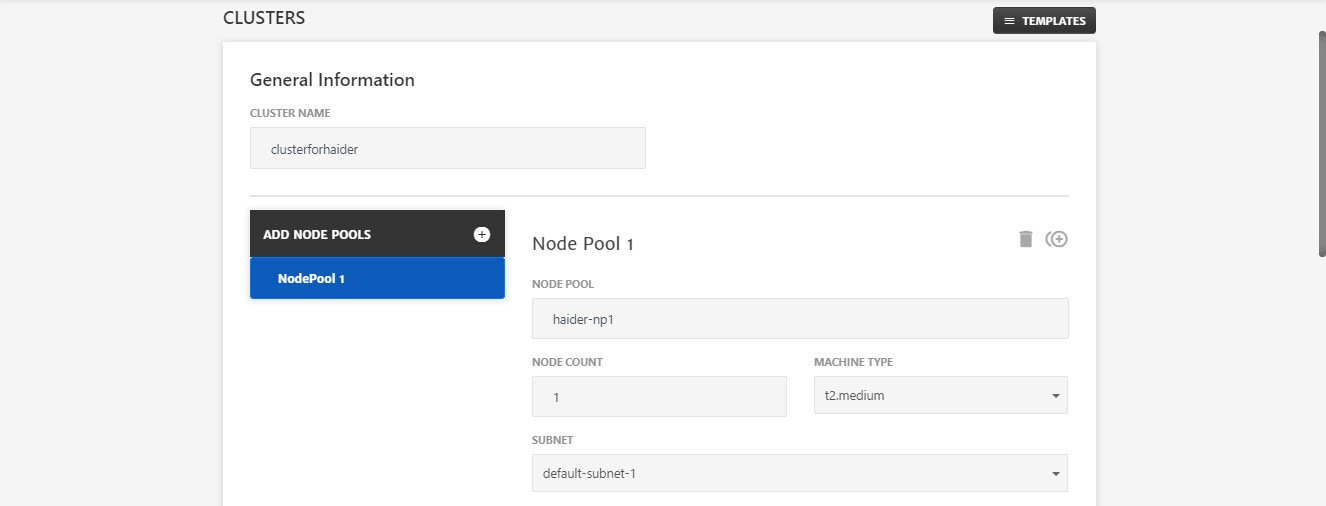 CLUSTERS
TEMPLATES
General Information
CLUSTER NAME
clusterforhaider
ADD NODE POOLS
NodePool 1
Node Pool 1
NODE POOL
haider-np1
NODE COUNT
MACHINE TYPE
1
t2.medium
SUBNET
default-subnet-1